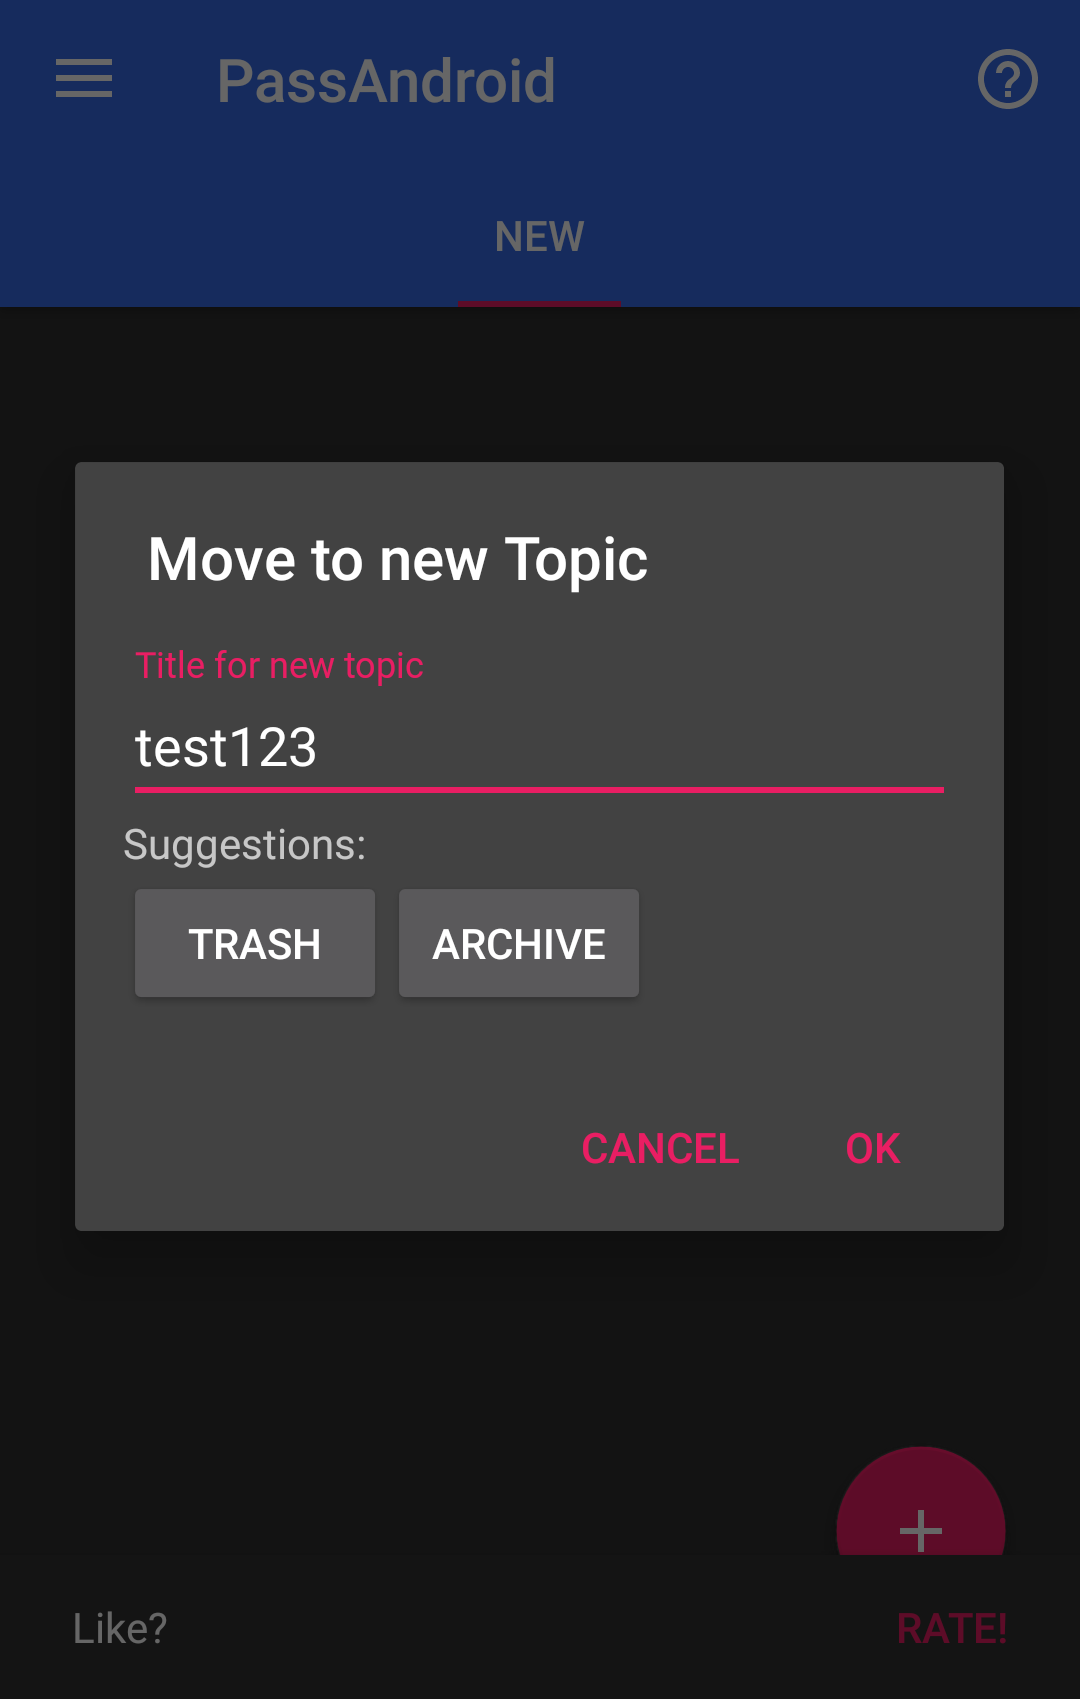 PassAndroid
NEW
Move to new Topic
Title for new topic
test123
Suggestions:
TRASH ARCHIVE
CANCEL OK
Like? RATE!